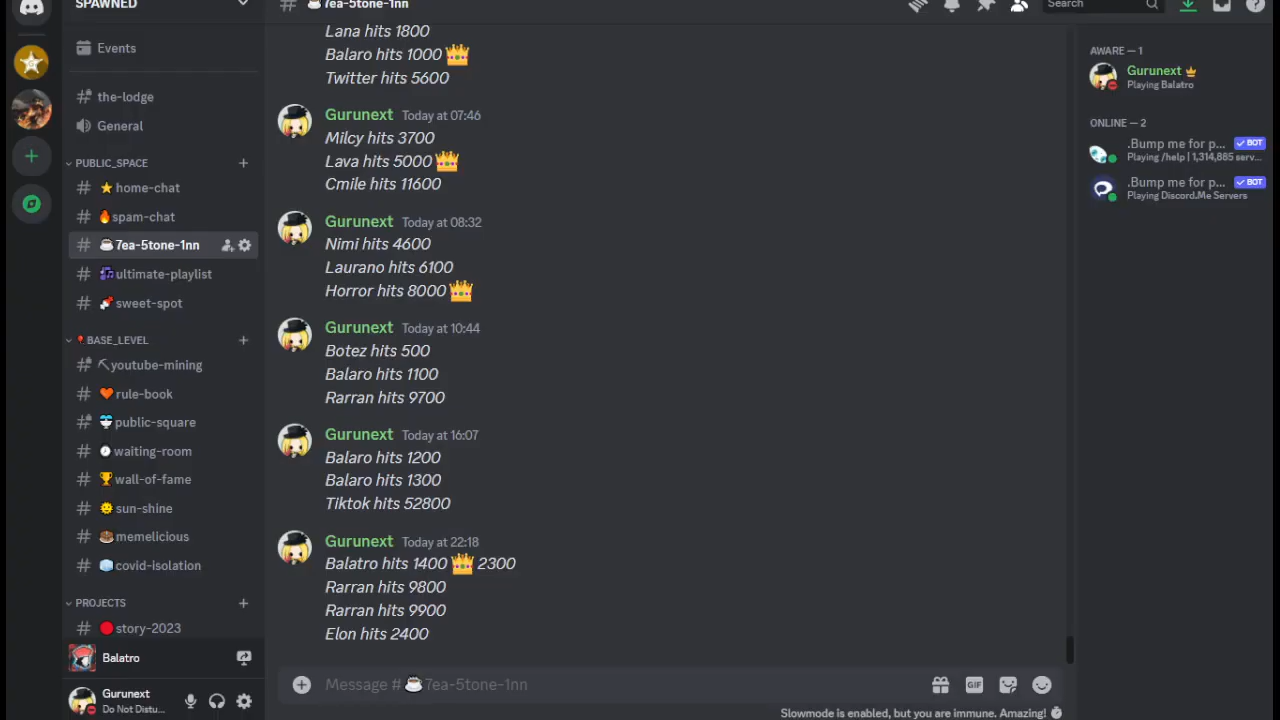 SPAWNED
Events
the-lodge
General
PUBLIC_SPACE
home-chat
spam-chat
7ea-5tone-1nn
ultimate-playlist
sweet-spot
BASE_LEVEL
youtube-mining
rule-book
public-square
waiting-room
wall-of-fame
sun-shine
memelicious
covid-isolation
PROJECTS
story-2023
Balatro
Gurunext
Do Not Distu...
7ea-5tone-1nn
Search
Lana hits 1800
Balaro hits 1000
Twitter hits 5600
Gurunext Today at 07:46
Milcy hits 3700
Lava hits 5000
Cmile hits 11600
Gurunext Today at 08:32
Nimi hits 4600
Laurano hits 6100
Horror hits 8000
Gurunext Today at 10:44
Botez hits 500
Balaro hits 1100
Rarran hits 9700
Gurunext Today at 16:07
Balaro hits 1200
Balaro hits 1300
Tiktok hits 52800
Gurunext Today at 22:18
Balatro hits 1400 2300
Rarran hits 9800
Rarran hits 9900
Elon hits 2400
Message # 7ea-5tone-1nn
GIF
Slowmode is enabled, but you are immune. Amazing!
AWARE — 1
Gurunext
Playing Balatro
ONLINE — 2
.Bump me for p... BOT
Playing /help | 1,314,885 serv...
.Bump me for p... BOT
Playing Discord.Me Servers